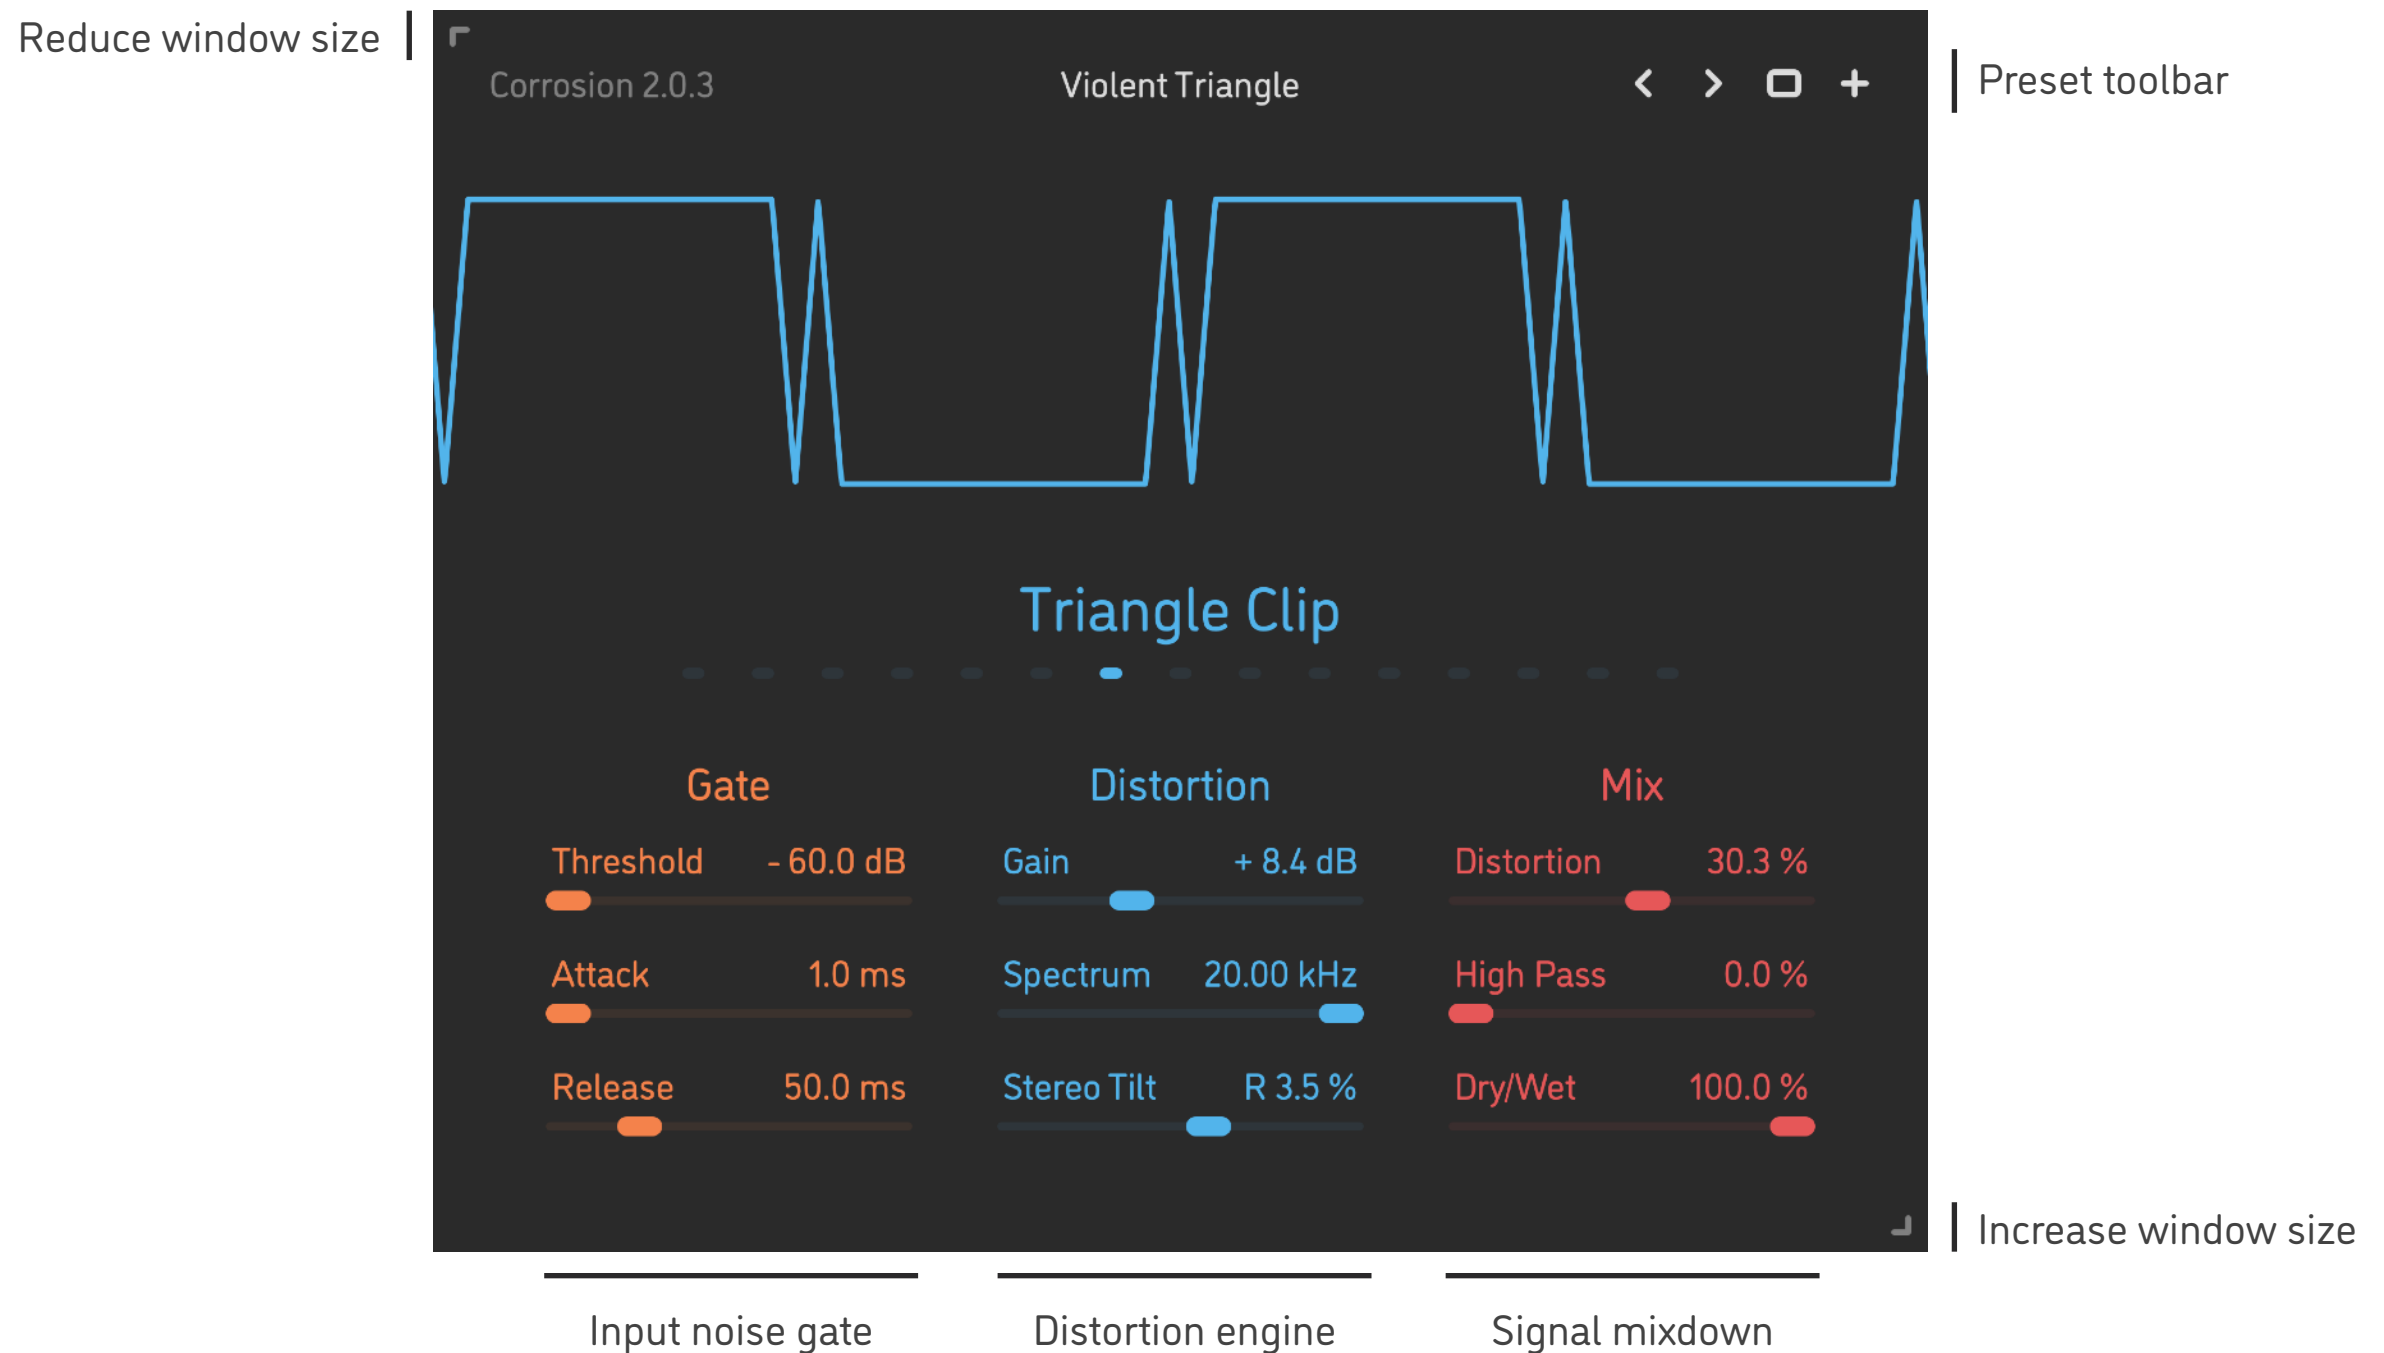 Reduce window size
Corrosion 2.0.3
Violent Triangle
Preset toolbar
Triangle Clip
Gate
Distortion
Mix
Threshold - 60.0 dB
Gain + 8.4 dB
Distortion 30.3 %
Attack 1.0 ms
Spectrum 20.00 kHz
High Pass 0.0 %
Release 50.0 ms
Stereo Tilt R 3.5 %
Dry/Wet 100.0 %
Increase window size
Input noise gate
Distortion engine
Signal mixdown